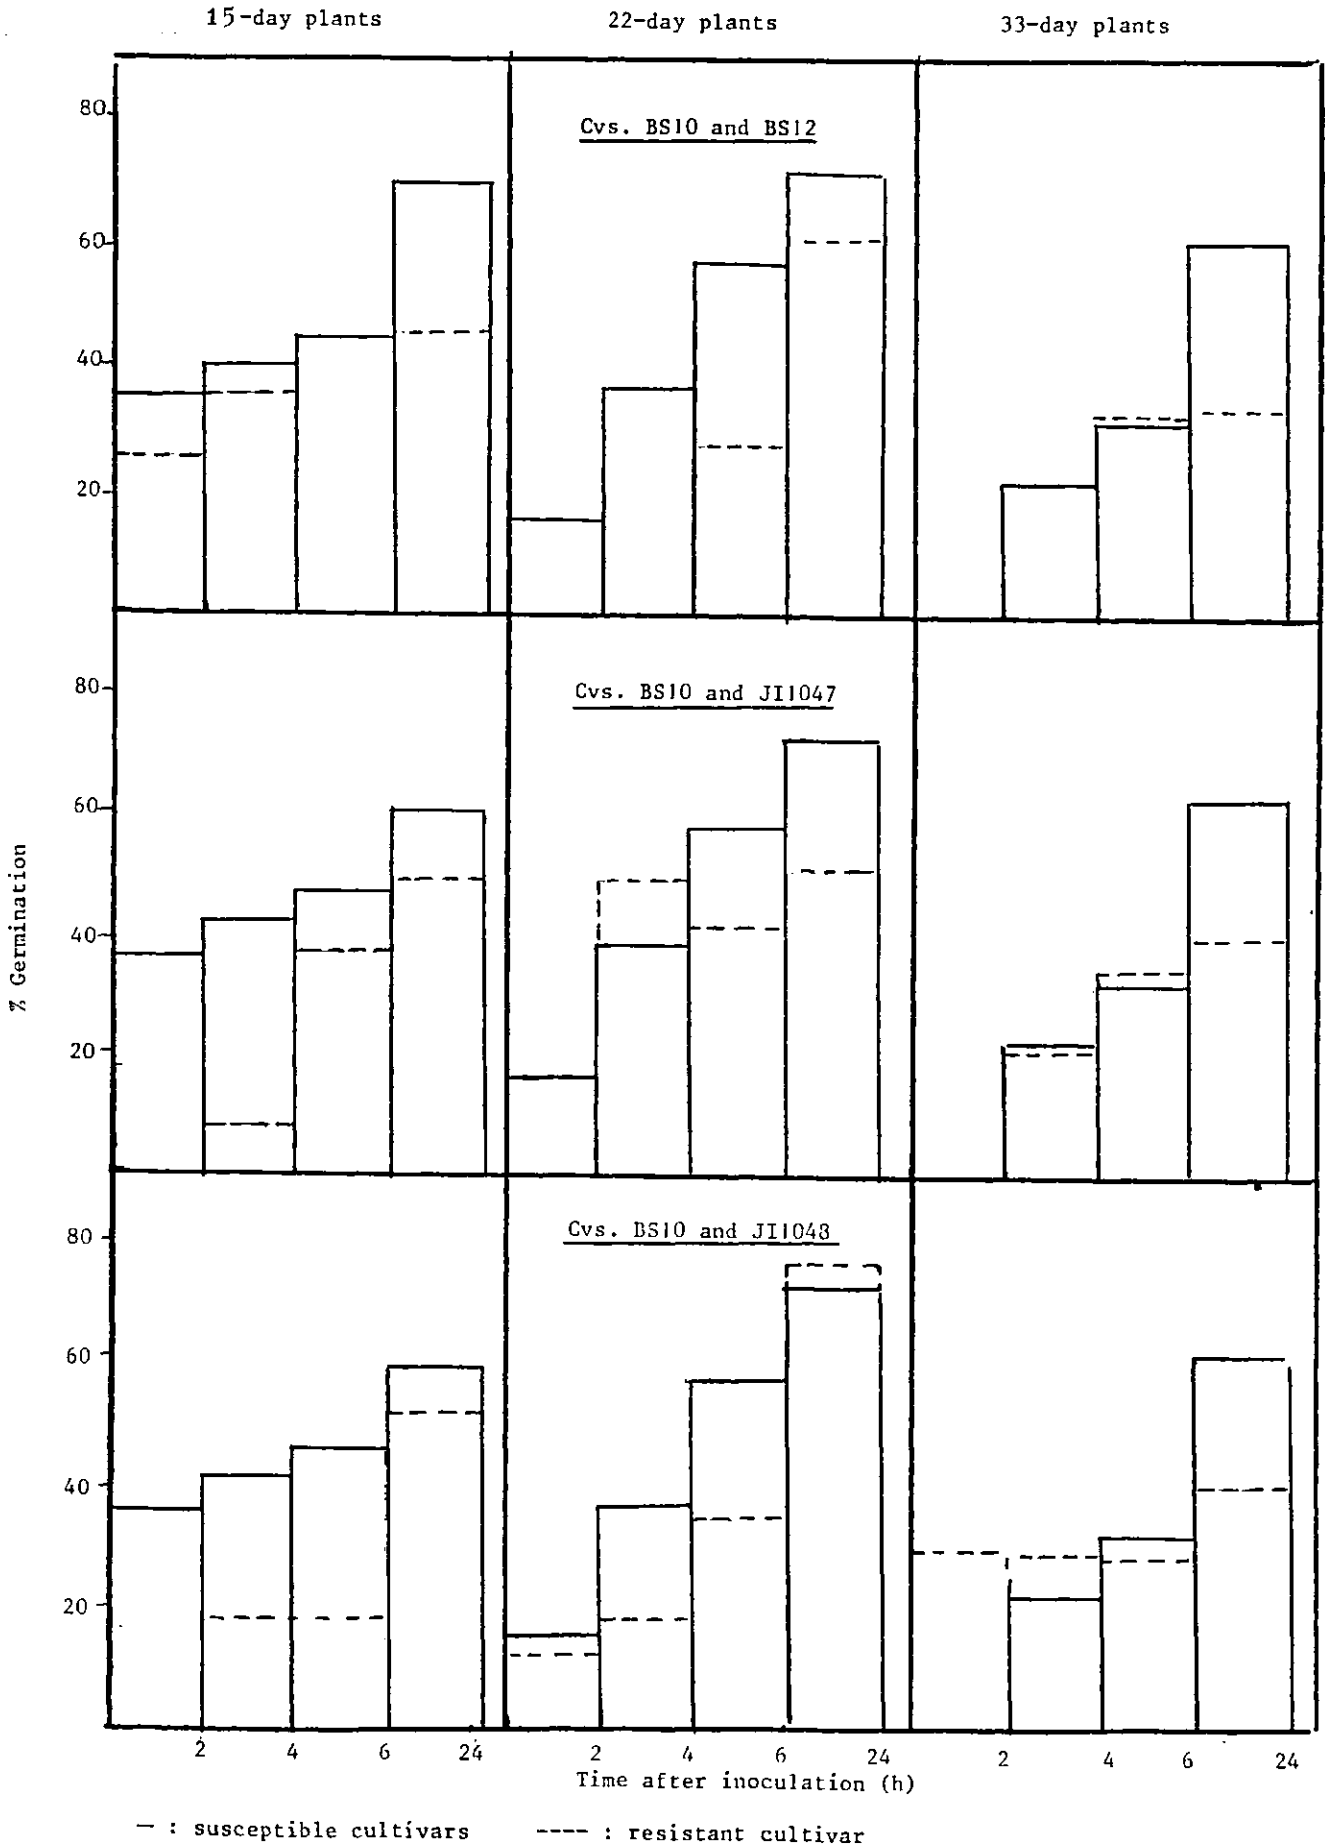 15-day plants 22-day plants 33-day plants
Cvs. BS10 and BS12
80
60
40
20
Cvs. BS10 and JI1047
80
60
40
20
% Germination
Cvs. BS10 and JI1048
80
60
40
20
2 4 6 24 2 4 6 24 2 4 6 24
Time after inoculation (h)
— : susceptible cultivars ---- : resistant cultivar